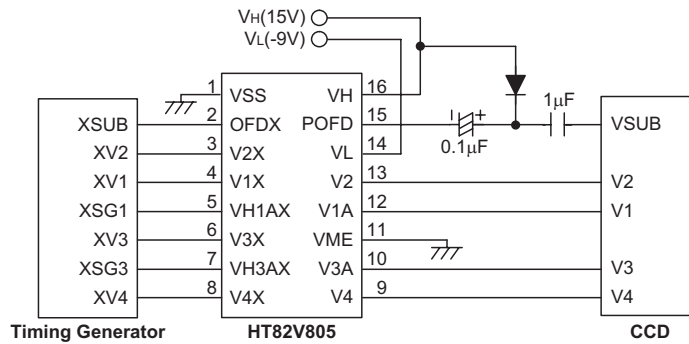 VH(15V)
VL(-9V)
1 VSS VH 16
XSUB 2 OFDX POFD 15 + 0.1μF 1μF VSUB
XV2 3 V2X VL 14
XV1 4 V1X V2 13 V2
XSG1 5 VH1AX V1A 12 V1
XV3 6 V3X VME 11
XSG3 7 VH3AX V3A 10 V3
XV4 8 V4X V4 9 V4
Timing Generator HT82V805 CCD